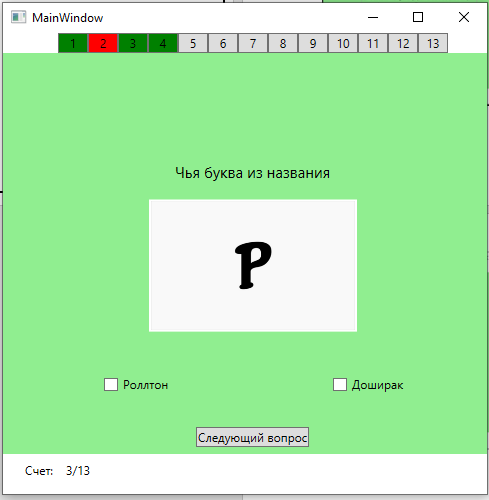 MainWindow
1 2 3 4 5 6 7 8 9 10 11 12 13
Чья буква из названия
Р
Роллтон Доширак
Следующий вопрос
Счет: 3/13